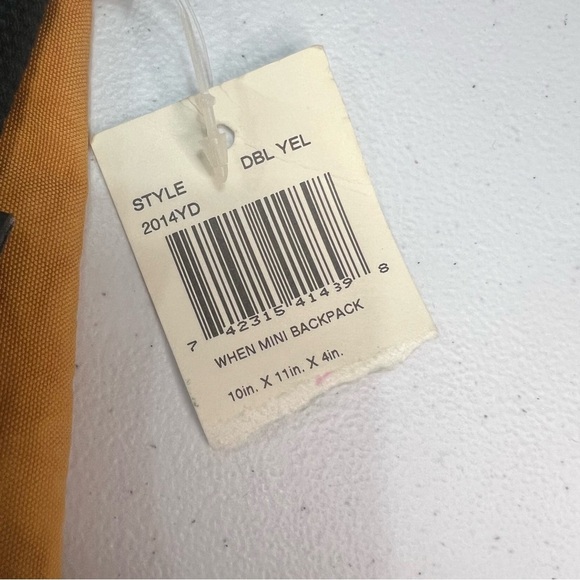 STYLE DBL YEL
2014YD
7 42315 41439 8
WHEN MINI BACKPACK
10in. X 11in. X 4in.